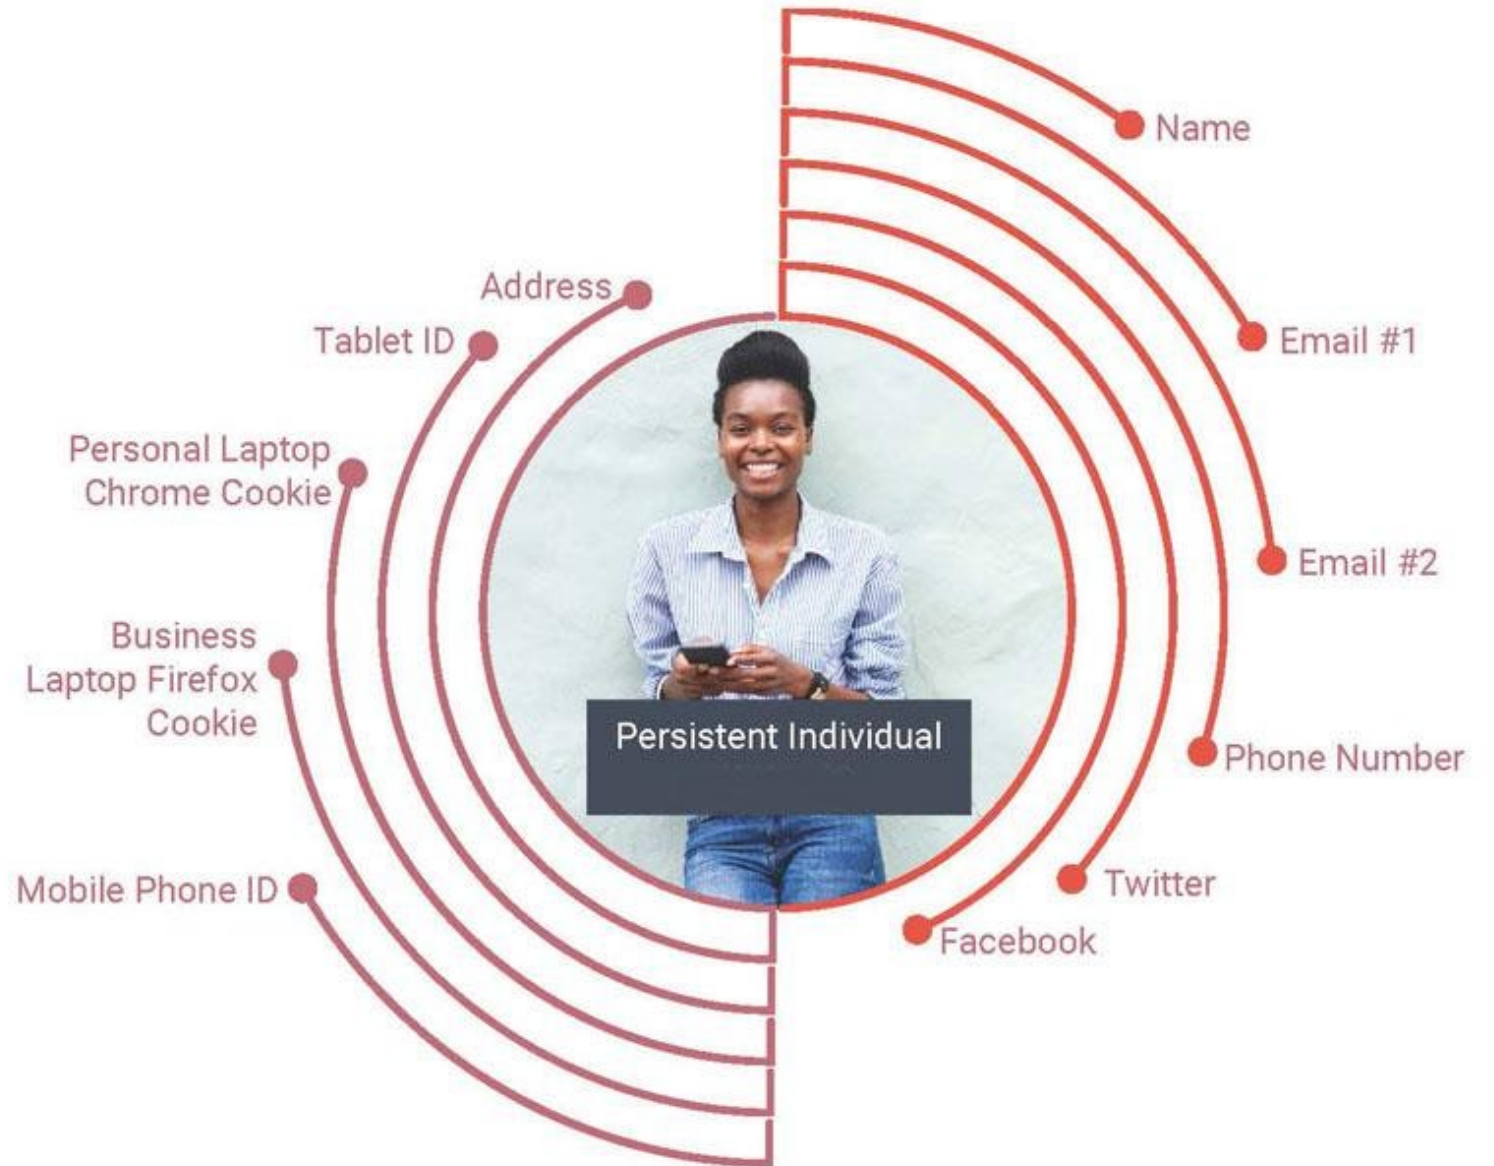 Name
Email #1
Email #2
Phone Number
Twitter
Facebook
Address
Tablet ID
Personal Laptop
Chrome Cookie
Business
Laptop Firefox
Cookie
Mobile Phone ID
Persistent Individual